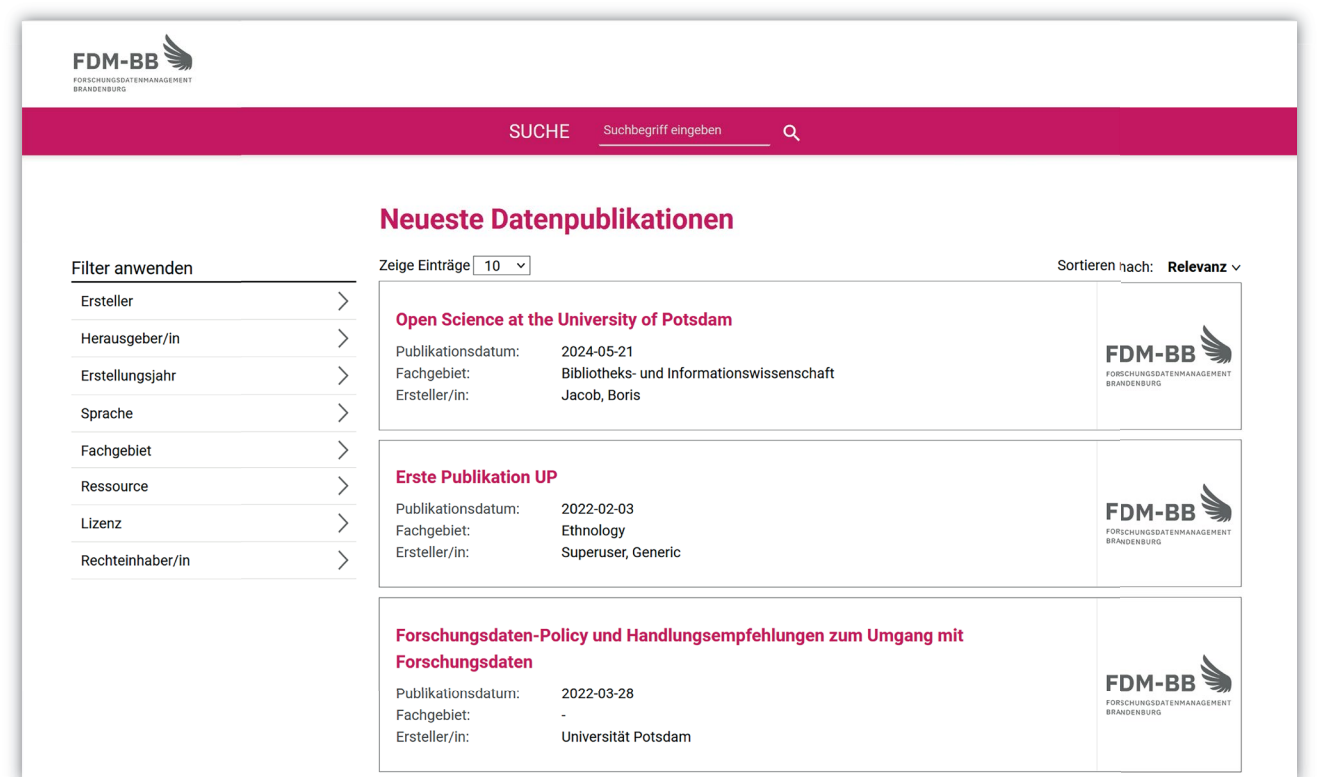 FDM-BB
FORSCHUNGSDATENMANAGEMENT
BRANDENBURG
SUCHE Suchbegriff eingeben
Neueste Datenpublikationen
Filter anwenden
Ersteller
Herausgeber/in
Erstellungsjahr
Sprache
Fachgebiet
Ressource
Lizenz
Rechteinhaber/in
Zeige Einträge 10
Sortieren nach: Relevanz
Open Science at the University of Potsdam
Publikationsdatum: 2024-05-21
Fachgebiet: Bibliotheks- und Informationswissenschaft
Ersteller/in: Jacob, Boris
FDM-BB
FORSCHUNGSDATENMANAGEMENT
BRANDENBURG
Erste Publikation UP
Publikationsdatum: 2022-02-03
Fachgebiet: Ethnology
Ersteller/in: Superuser, Generic
FDM-BB
FORSCHUNGSDATENMANAGEMENT
BRANDENBURG
Forschungsdaten-Policy und Handlungsempfehlungen zum Umgang mit
Forschungsdaten
Publikationsdatum: 2022-03-28
Fachgebiet: -
Ersteller/in: Universität Potsdam
FDM-BB
FORSCHUNGSDATENMANAGEMENT
BRANDENBURG